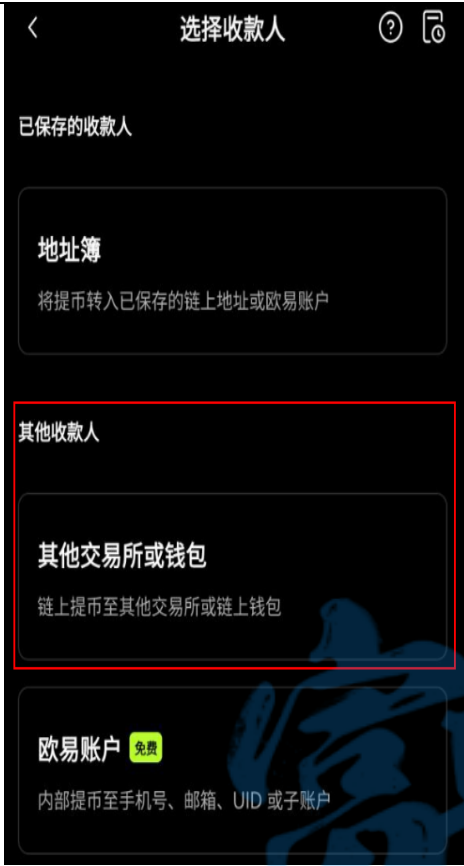 选择收款人
已保存的收款人
地址簿
将提币转入已保存的链上地址或欧易账户
其他收款人
其他交易所或钱包
链上提币至其他交易所或链上钱包
欧易账户 免费
内部提币至手机号、邮箱、UID 或子账户